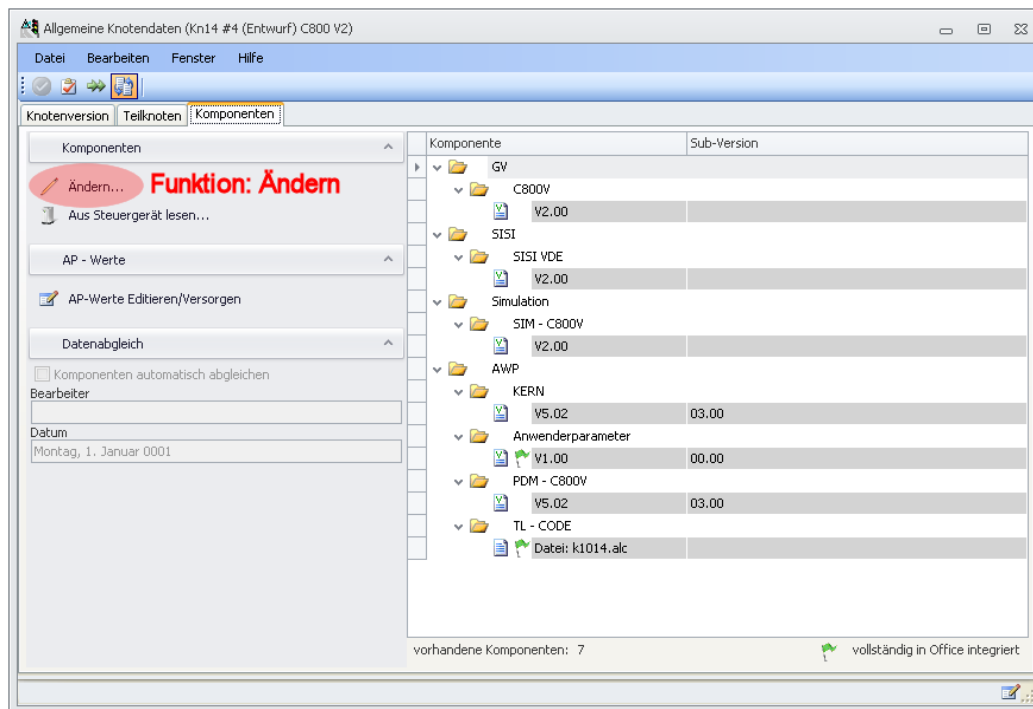 Allgemeine Knotendaten (Kn14 #4 (Entwurf) C800 V2)
Datei Bearbeiten Fenster Hilfe
Knotenversion Teilknoten Komponenten
Komponenten
Ändern... Funktion: Ändern
Aus Steuergerät lesen...
AP - Werte
AP-Werte Editieren/Versorgen
Datenabgleich
Komponenten automatisch abgleichen
Bearbeiter
Datum
Montag, 1. Januar 0001
Komponente Sub-Version
GV
C800V
V2.00
SISI
SISI VDE
V2.00
Simulation
SIM - C800V
V2.00
AWP
KERN
V5.02 03.00
Anwenderparameter
V1.00 00.00
PDM - C800V
V5.02 03.00
TL - CODE
Datei: k1014.alc
vorhandene Komponenten: 7 vollständig in Office integriert